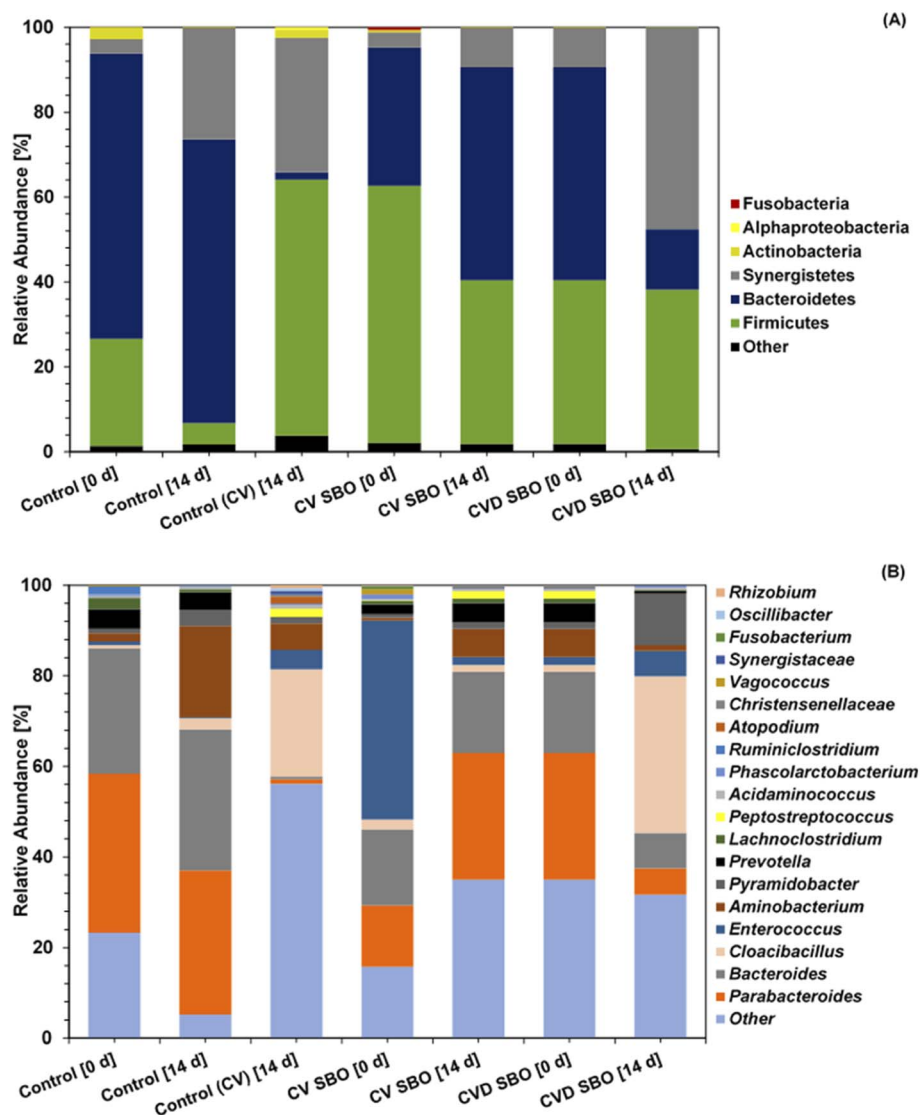 (A)
Relative Abundance [%]
100
80
60
40
20
0
Control [0 d]
Control [14 d]
Control (CV) [14 d]
CV SBO [0 d]
CV SBO [14 d]
CVD SBO [0 d]
CVD SBO [14 d]
Fusobacteria
Alphaproteobacteria
Actinobacteria
Synergistetes
Bacteroidetes
Firmicutes
Other
(B)
Relative Abundance [%]
100
80
60
40
20
0
Control [0 d]
Control [14 d]
Control (CV) [14 d]
CV SBO [0 d]
CV SBO [14 d]
CVD SBO [0 d]
CVD SBO [14 d]
Rhizobium
Oscillibacter
Fusobacterium
Synergistaceae
Vagococcus
Christensenellaceae
Atopodium
Ruminiclostridium
Phascolarctobacterium
Acidaminococcus
Peptostreptococcus
Lachnoclostridium
Prevotella
Pyramidobacter
Aminobacterium
Enterococcus
Cloacibacillus
Bacteroides
Parabacteroides
Other